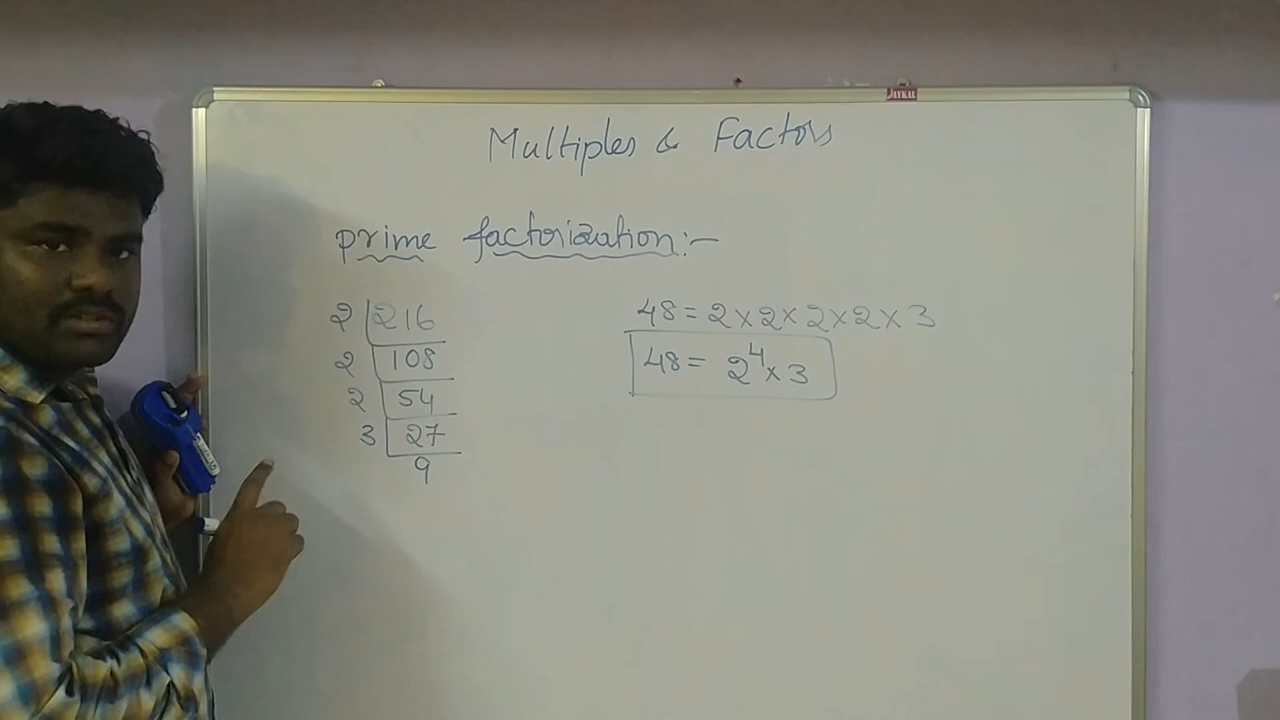 JAYKAL
Multiples & Factors
prime factorization:-
2 216
2 108
2 54
3 27
9
48 = 2 × 2 × 2 × 2 × 3
48 = 2⁴ × 3